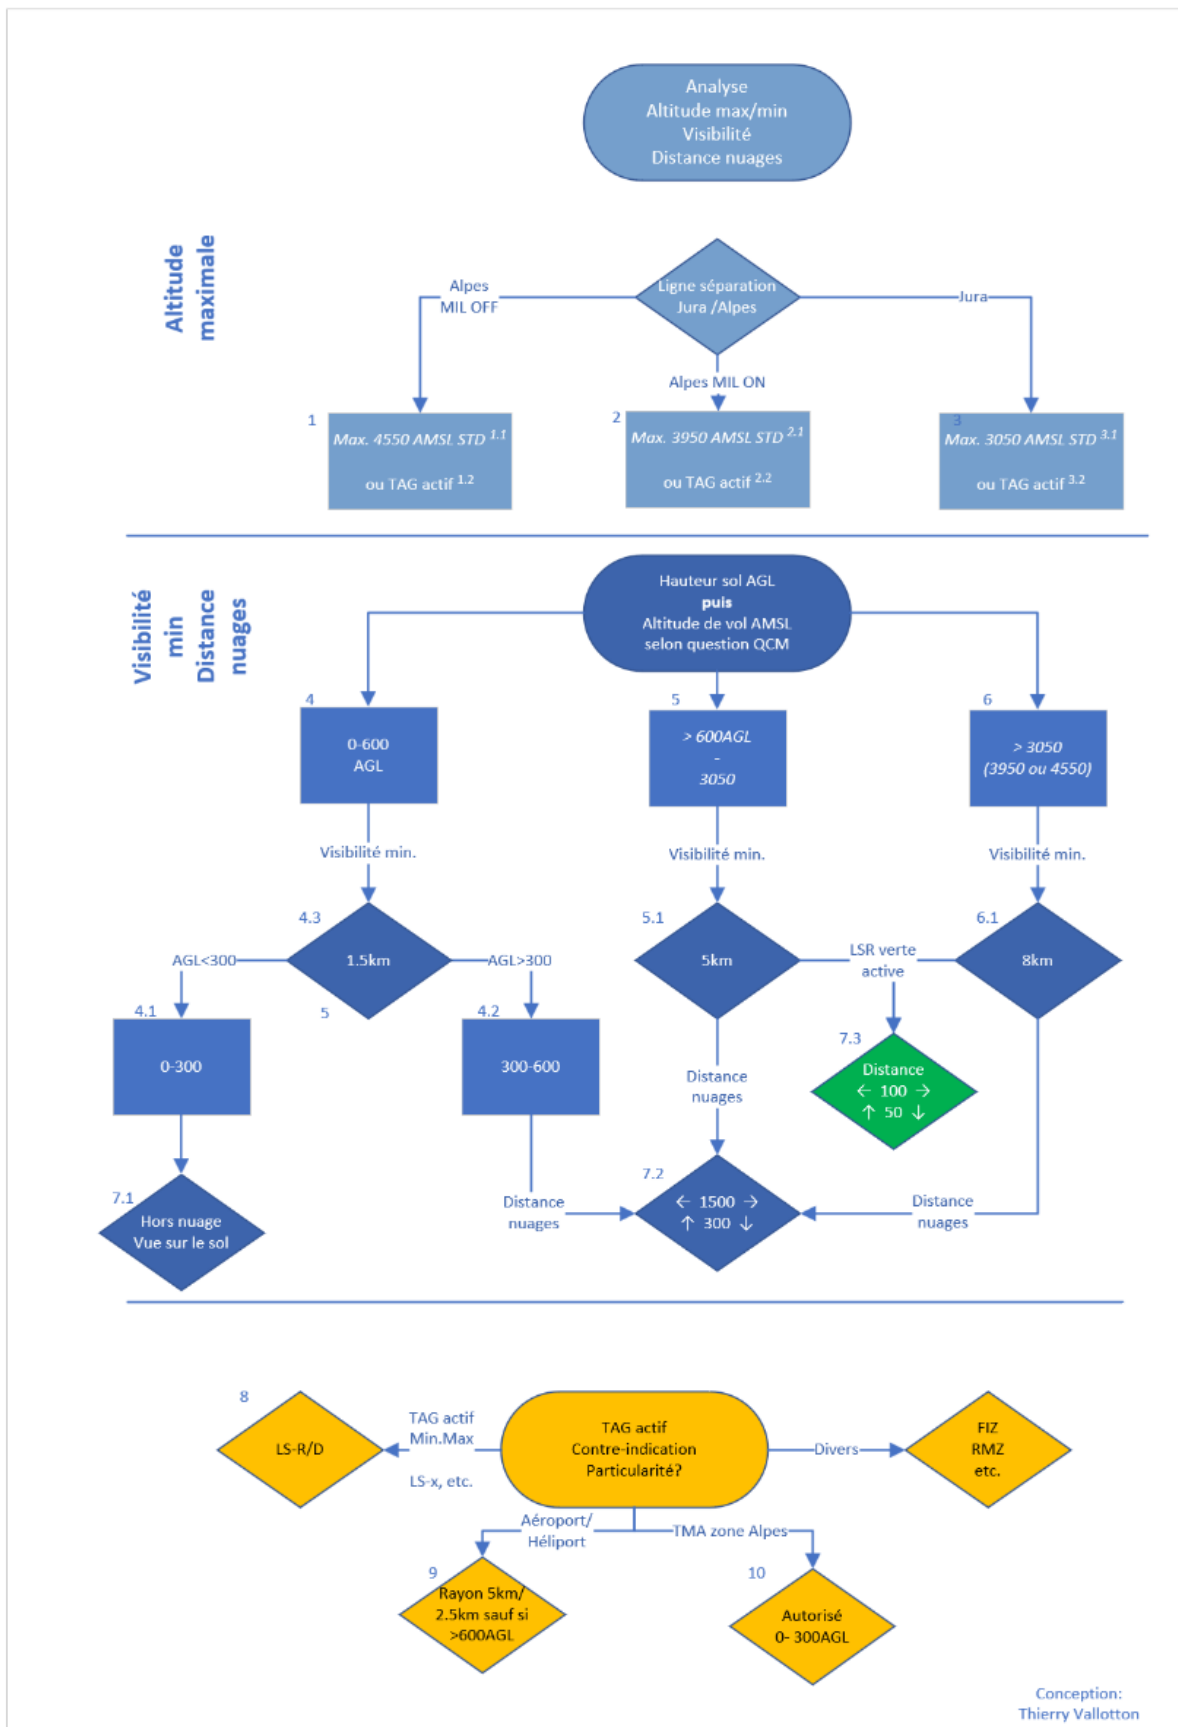 Analyse
Altitude max/min
Visibilité
Distance nuages
Altitude
maximale
Ligne séparation
Jura /Alpes
Alpes
MIL OFF
Jura
Alpes MIL ON
1
Max. 4550 AMSL STD 1.1
ou TAG actif 1.2
2
Max. 3950 AMSL STD 2.1
ou TAG actif 2.2
3
Max. 3050 AMSL STD 3.1
ou TAG actif 3.2
Visibilité
min
Distance
nuages
Hauteur sol AGL
puis
Altitude de vol AMSL
selon question QCM
4
0-600
AGL
5
> 600AGL
-
3050
6
> 3050
(3950 ou 4550)
Visibilité min.
Visibilité min.
Visibilité min.
4.3
1.5km
5
AGL<300
AGL>300
5.1
5km
LSR verte
active
6.1
8km
4.1
0-300
4.2
300-600
7.3
Distance
← 100 →
↑ 50 ↓
Distance
nuages
7.1
Hors nuage
Vue sur le sol
Distance
nuages
7.2
← 1500 →
↑ 300 ↓
Distance
nuages
8
LS-R/D
TAG actif
Min.Max
LS-x, etc.
TAG actif
Contre-indication
Particularité?
Divers
FIZ
RMZ
etc.
Aéroport/
Héliport
TMA zone Alpes
9
Rayon 5km/
2.5km sauf si
>600AGL
10
Autorisé
0- 300AGL
Conception:
Thierry Vallotton